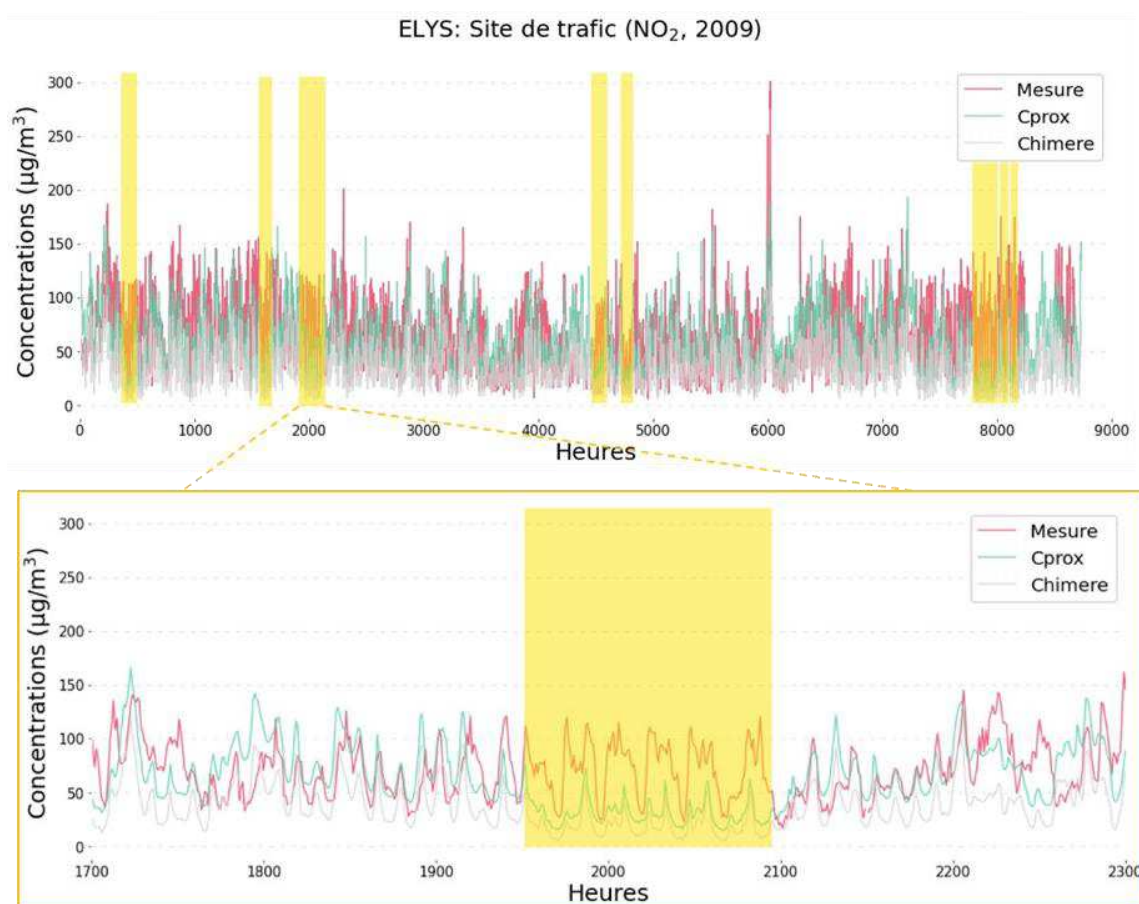 ELYS: Site de trafic (NO₂, 2009)
Concentrations (µg/m³)
300
250
200
150
100
50
0
Mesure
Cprox
Chimere
0 1000 2000 3000 4000 5000 6000 7000 8000 9000
Heures
Concentrations (µg/m³)
300
250
200
150
100
50
0
Mesure
Cprox
Chimere
1700 1800 1900 2000 2100 2200 2300
Heures